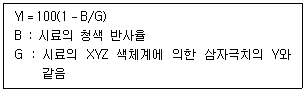 YI = 100(1 - B/G)
B : 시료의 청색 반사율
G : 시료의 XYZ 색체계에 의한 삼자극치의 Y와
같음